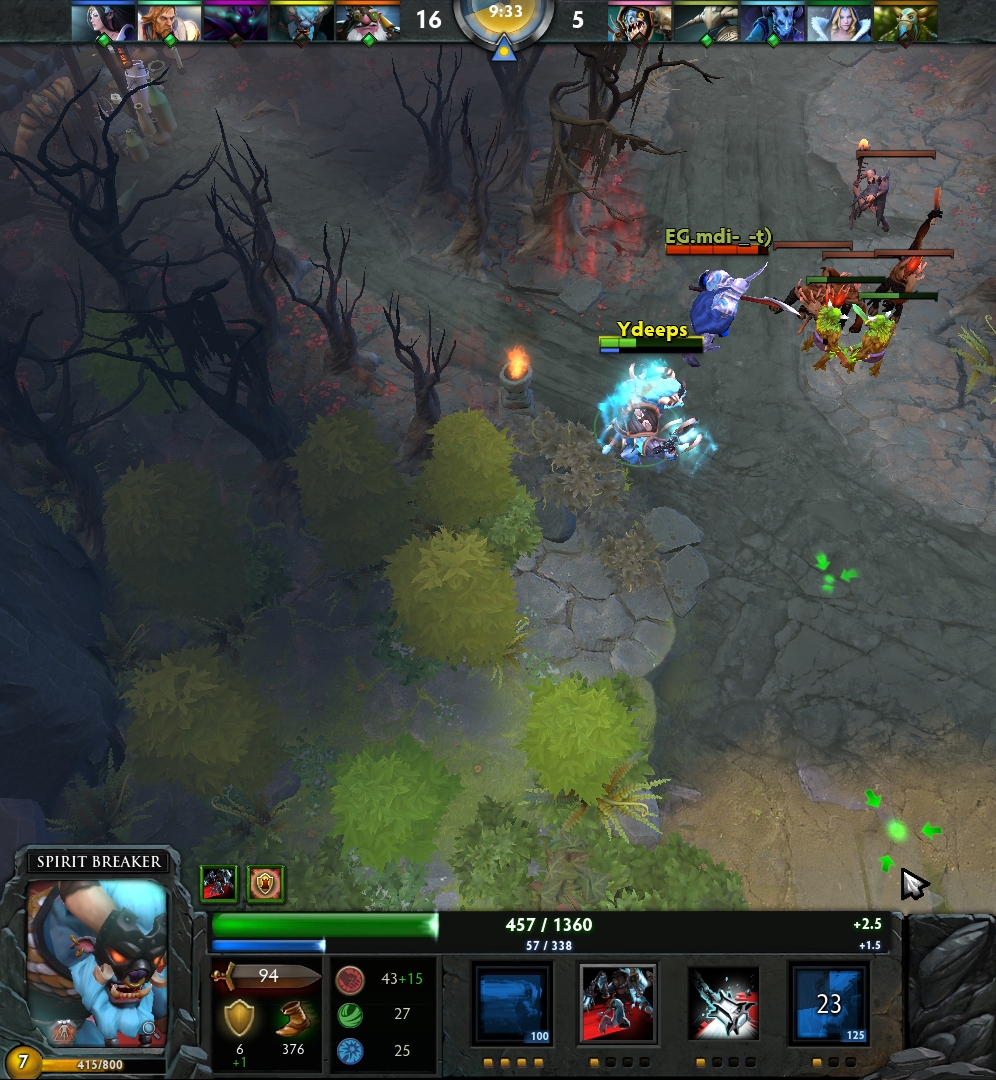 16 9:33 5
EG.mdi-_-t)
Ydeeps
SPIRIT BREAKER
457 / 1360 +2.5
57 / 338 +1.5
94
43+15
27
25
6 376
+1
100
23
125
7 415/800